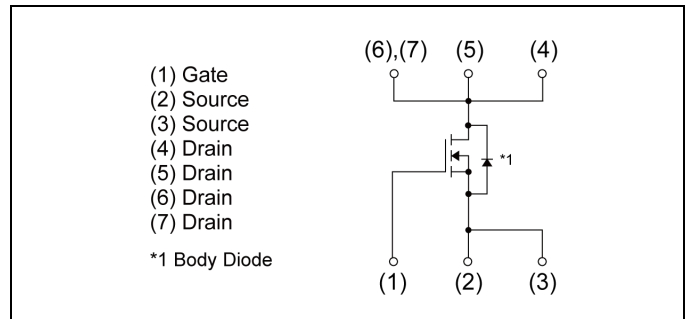 (1) Gate
(2) Source
(3) Source
(4) Drain
(5) Drain
(6) Drain
(7) Drain
*1 Body Diode
(6),(7) (5) (4)
*1
(1) (2) (3)